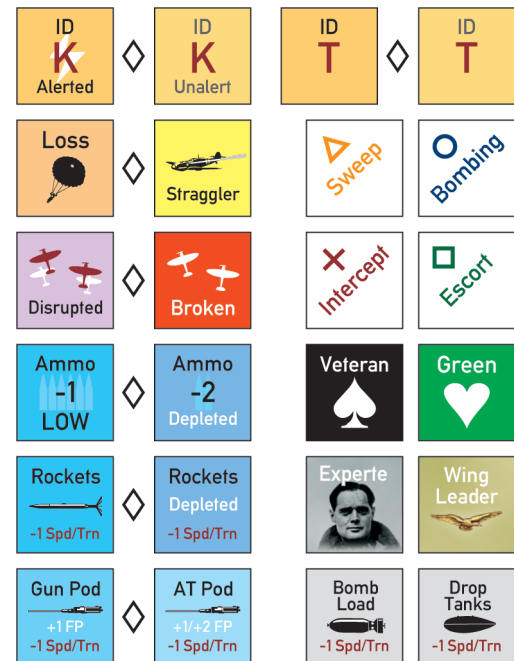 ID
K
Alerted
ID
K
Unalert
ID
T
ID
T
Loss
Straggler
Sweep
Bombing
Disrupted
Broken
Intercept
Escort
Ammo
-1
LOW
Ammo
-2
Depleted
Veteran
Green
Rockets
-1 Spd/Trn
Rockets
Depleted
-1 Spd/Trn
Experte
Wing
Leader
Gun Pod
+1 FP
-1 Spd/Trn
AT Pod
+1/+2 FP
-1 Spd/Trn
Bomb
Load
-1 Spd/Trn
Drop
Tanks
-1 Spd/Trn